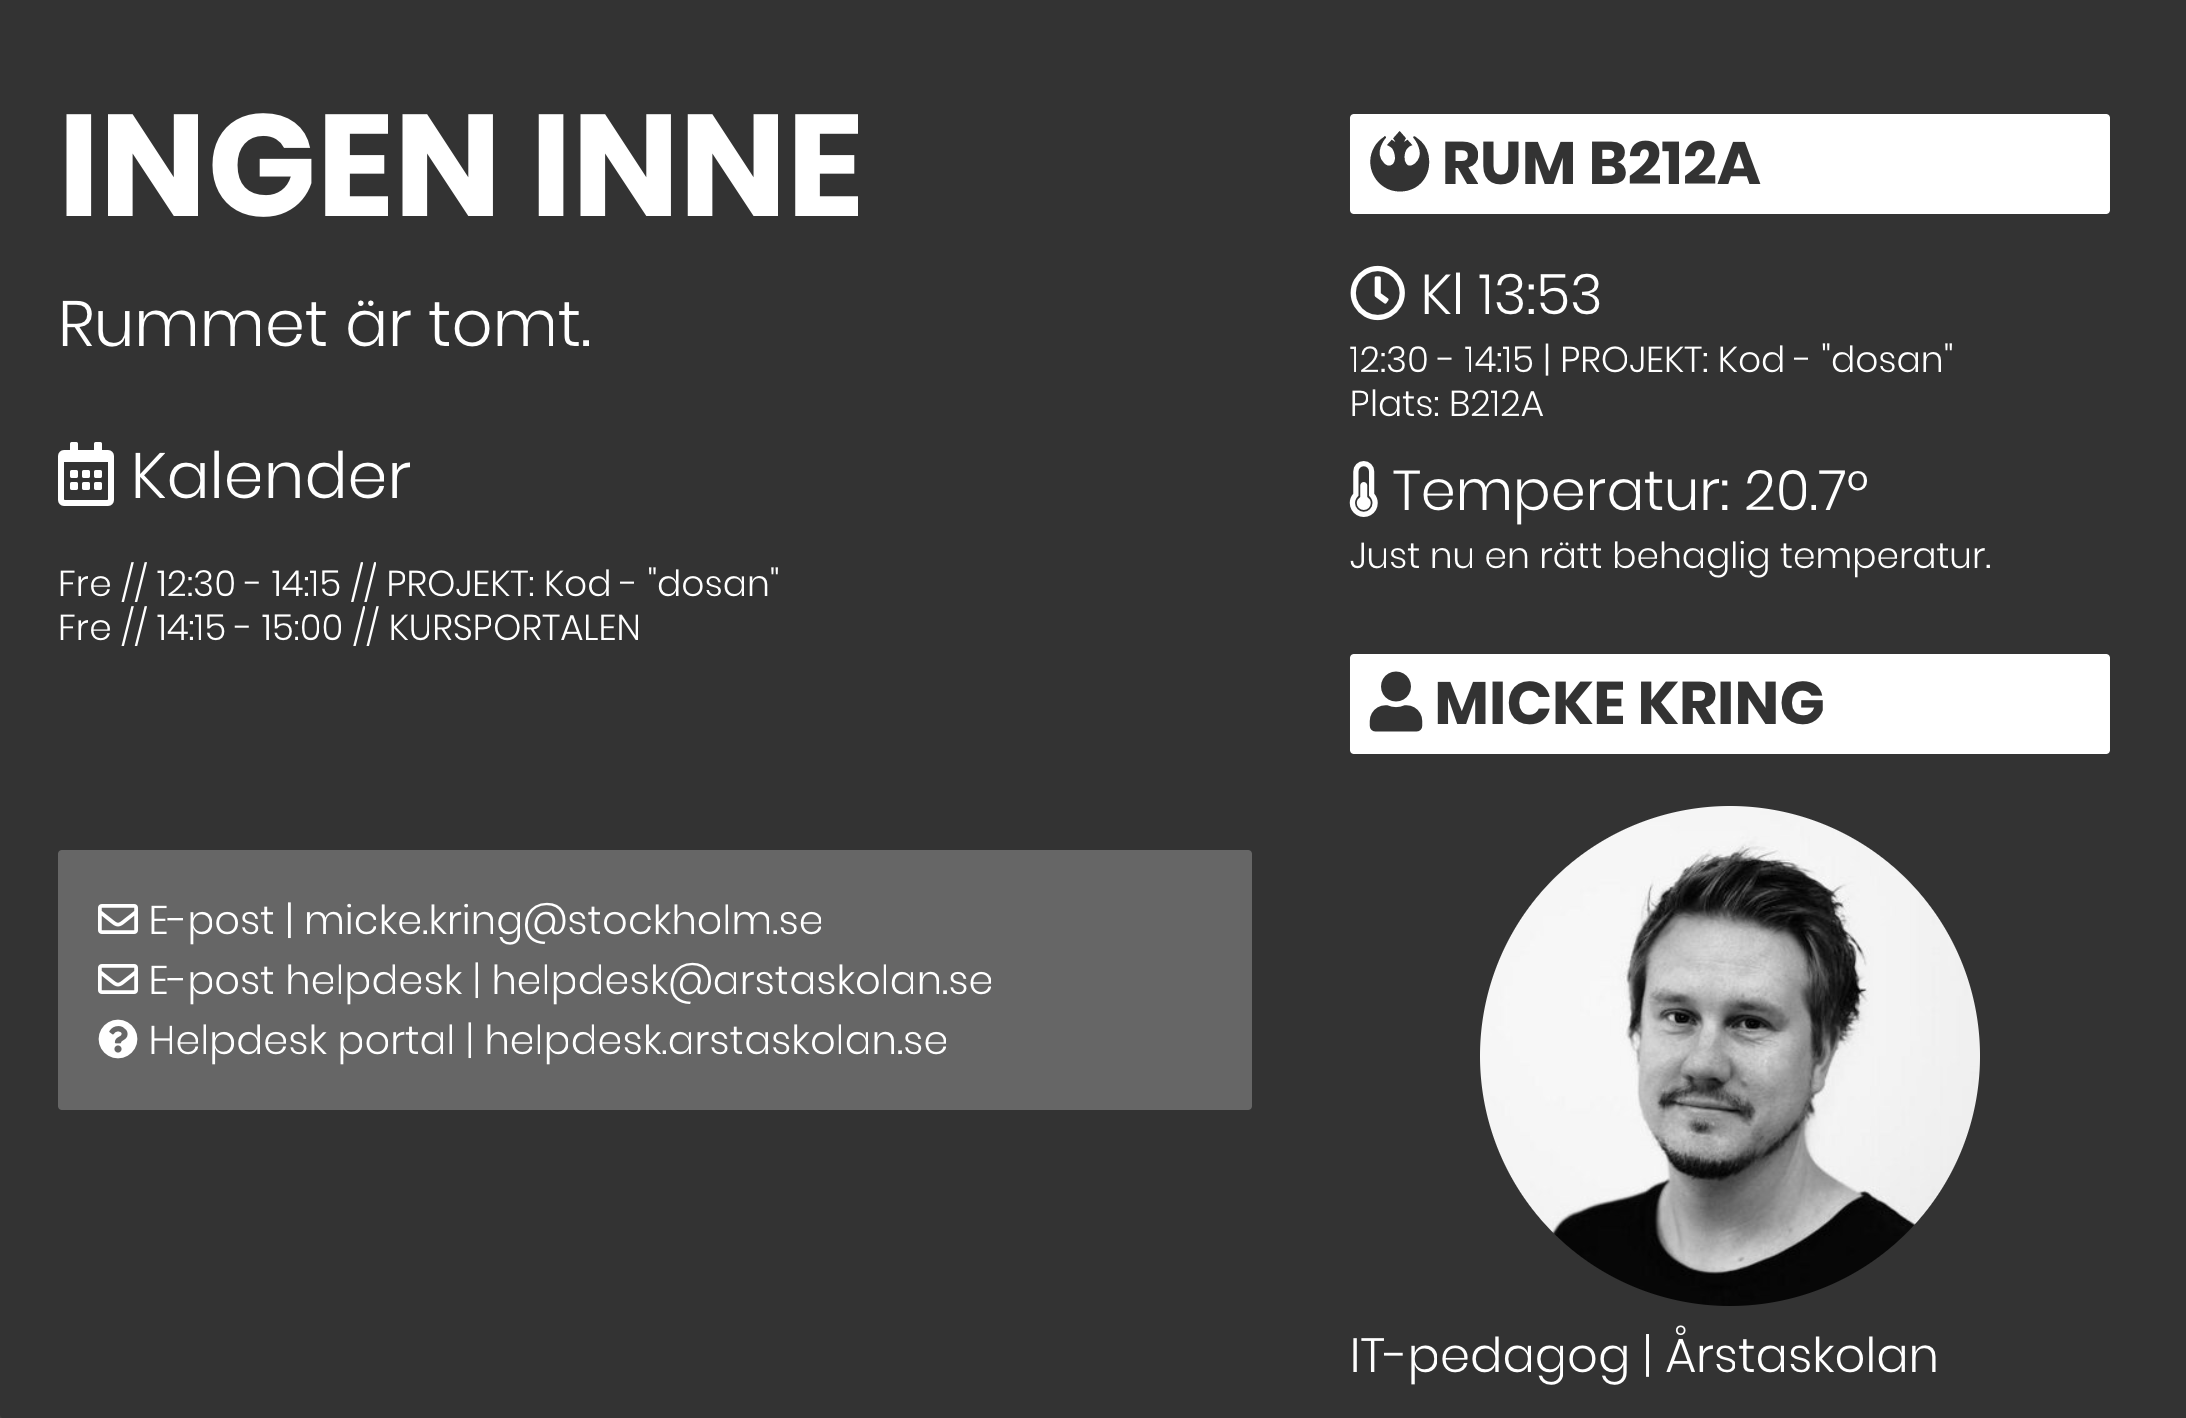 INGEN INNE
Rummet är tomt.
Kalender
Fre // 12:30 - 14:15 // PROJEKT: Kod - "dosan"
Fre // 14:15 - 15:00 // KURSPORTALEN
E-post | micke.kring@stockholm.se
E-post helpdesk | helpdesk@arstaskolan.se
Helpdesk portal | helpdesk.arstaskolan.se
RUM B212A
Kl 13:53
12:30 - 14:15 | PROJEKT: Kod - "dosan"
Plats: B212A
Temperatur: 20.7°
Just nu en rätt behaglig temperatur.
MICKE KRING
IT-pedagog | Årstaskolan